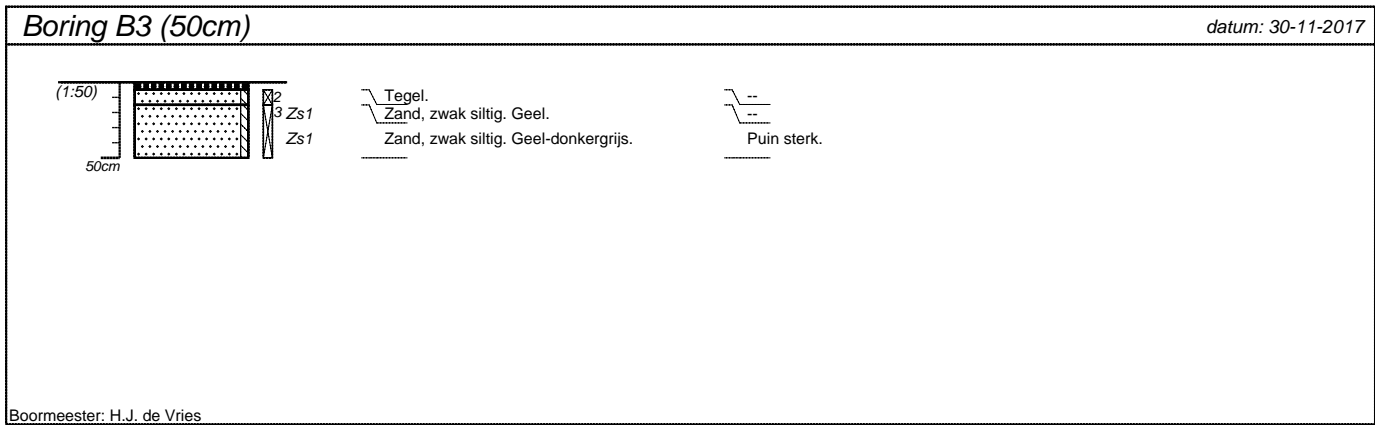 Boring B3 (50cm) datum: 30-11-2017
(1:50) 2 Tegel. --
3 Zs1 Zand, zwak siltig. Geel. --
Zs1 Zand, zwak siltig. Geel-donkergrijs. Puin sterk.
50cm
Boormeester: H.J. de Vries